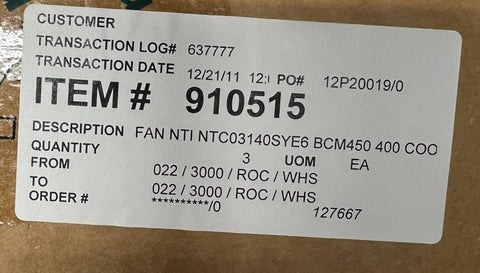 CUSTOMER
TRANSACTION LOG# 637777
TRANSACTION DATE 12/21/11 12: PO# 12P20019/0
ITEM # 910515
DESCRIPTION FAN NTI NTC03140SYE6 BCM450 400 COO
QUANTITY 3 UOM EA
FROM 022 / 3000 / ROC / WHS
TO 022 / 3000 / ROC / WHS
ORDER # **********/0 127667